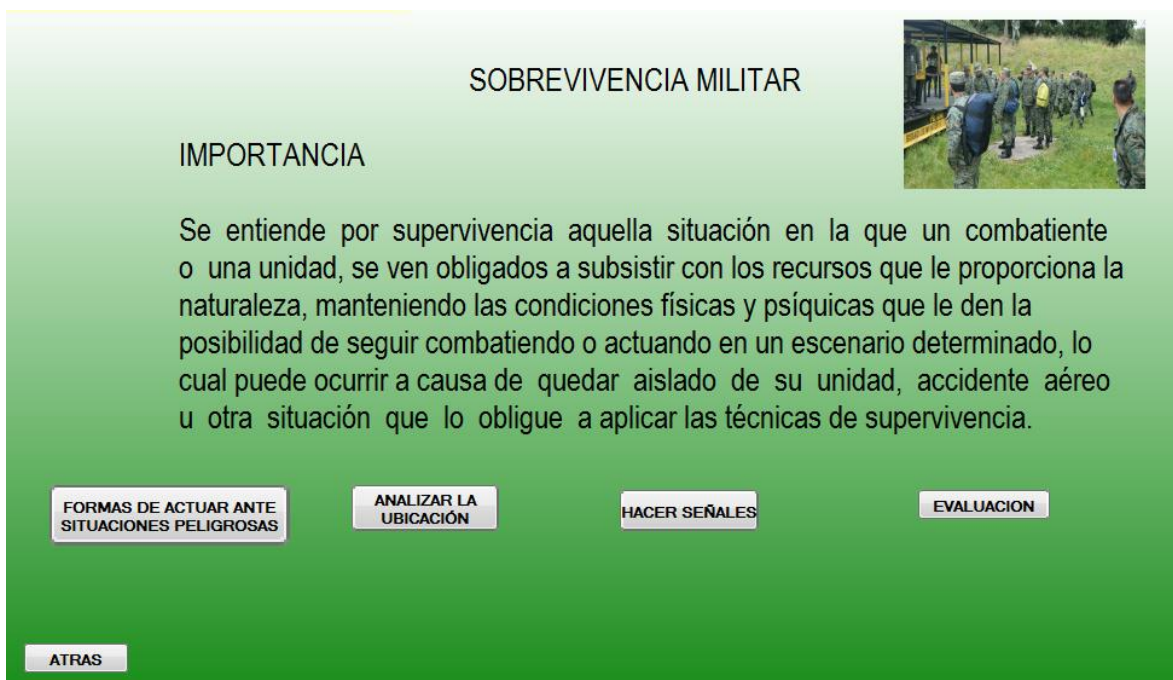 SOBREVIVENCIA MILITAR
IMPORTANCIA
Se entiende por supervivencia aquella situación en la que un combatiente
o una unidad, se ven obligados a subsistir con los recursos que le proporciona la
naturaleza, manteniendo las condiciones físicas y psíquicas que le den la
posibilidad de seguir combatiendo o actuando en un escenario determinado, lo
cual puede ocurrir a causa de quedar aislado de su unidad, accidente aéreo
u otra situación que lo obligue a aplicar las técnicas de supervivencia.
FORMAS DE ACTUAR ANTE
SITUACIONES PELIGROSAS
ANALIZAR LA
UBICACIÓN
HACER SEÑALES
EVALUACION
ATRAS